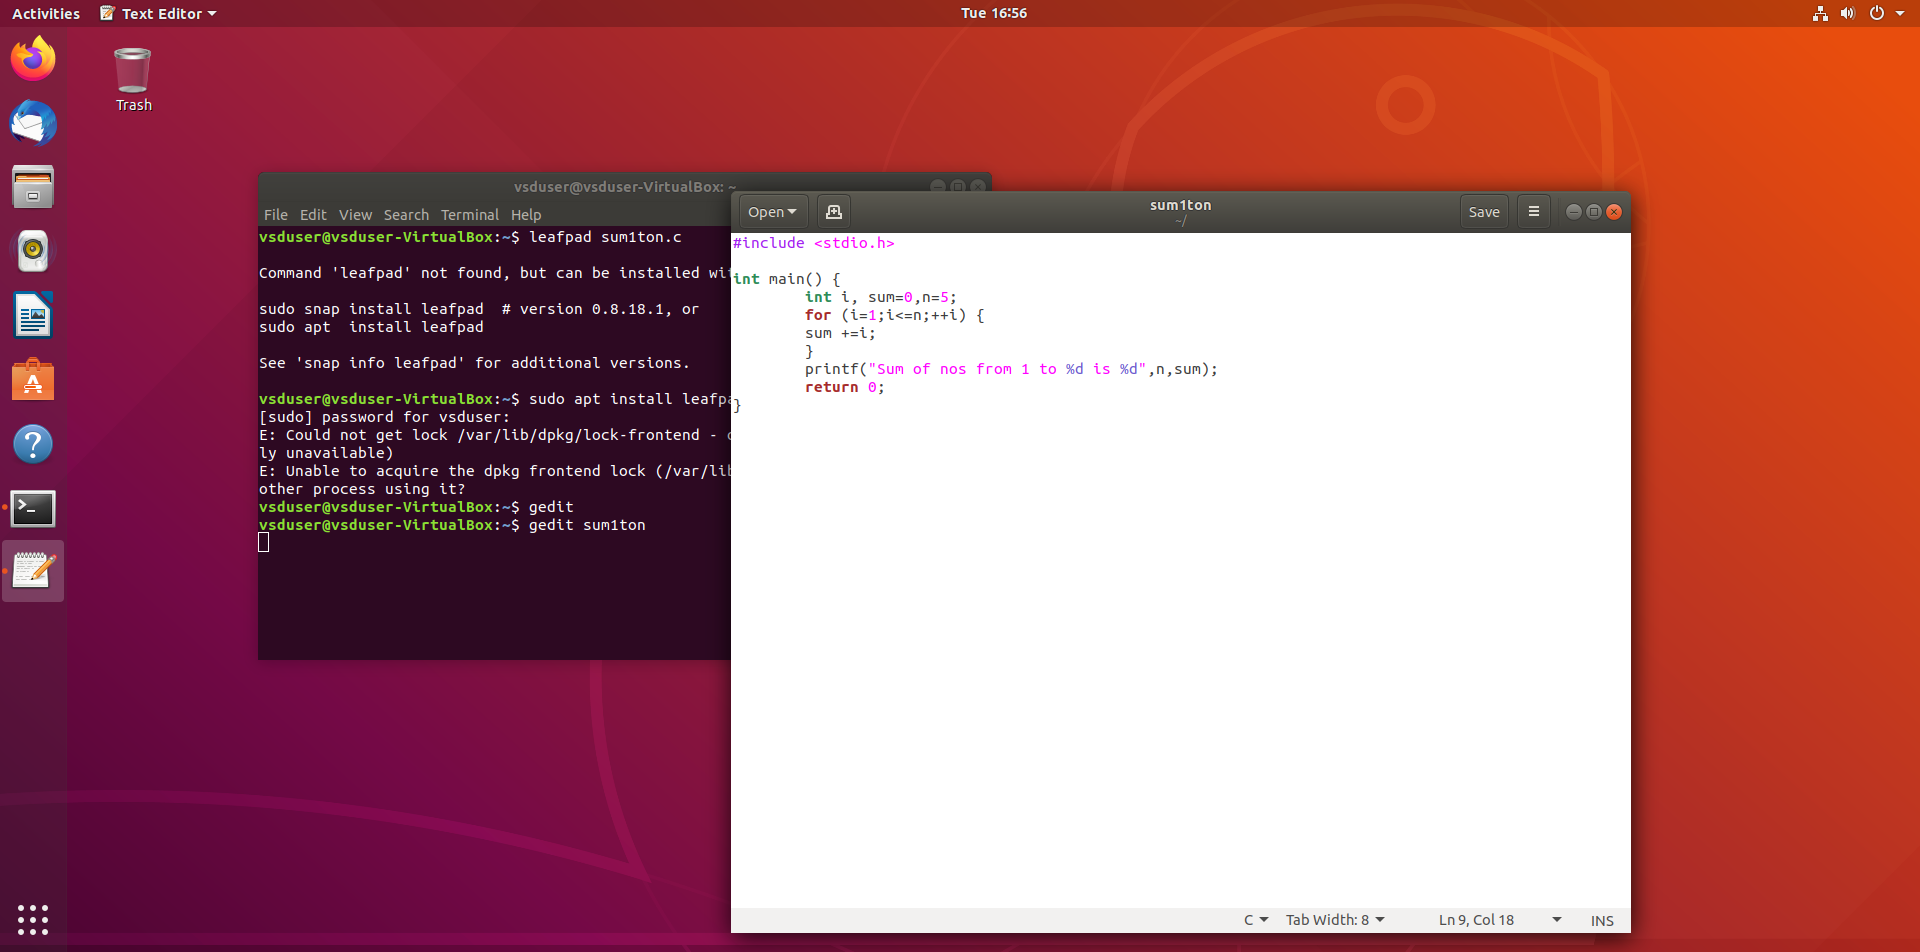 Activities
Text Editor
Tue 16:56
Trash
vsduser@vsduser-VirtualBox: ~
File Edit View Search Terminal Help
vsduser@vsduser-VirtualBox:~$ leafpad sum1ton.c
Command 'leafpad' not found, but can be installed
sudo snap install leafpad # version 0.8.18.1, or
sudo apt install leafpad
See 'snap info leafpad' for additional versions.
vsduser@vsduser-VirtualBox:~$ sudo apt install
[sudo] password for vsduser:
E: Could not get lock /var/lib/dpkg/lock-frontend -
ly unavailable)
E: Unable to acquire the dpkg frontend lock
other process using it?
vsduser@vsduser-VirtualBox:~$ gedit
vsduser@vsduser-VirtualBox:~$ gedit sum1ton
Open
sum1ton
~/
Save
#include <stdio.h>
int main() {
int i, sum=0,n=5;
for (i=1;i<=n;++i) {
sum +=i;
}
printf("Sum of nos from 1 to %d is %d",n,sum);
return 0;
}
C
Tab Width: 8
Ln 9, Col 18
INS